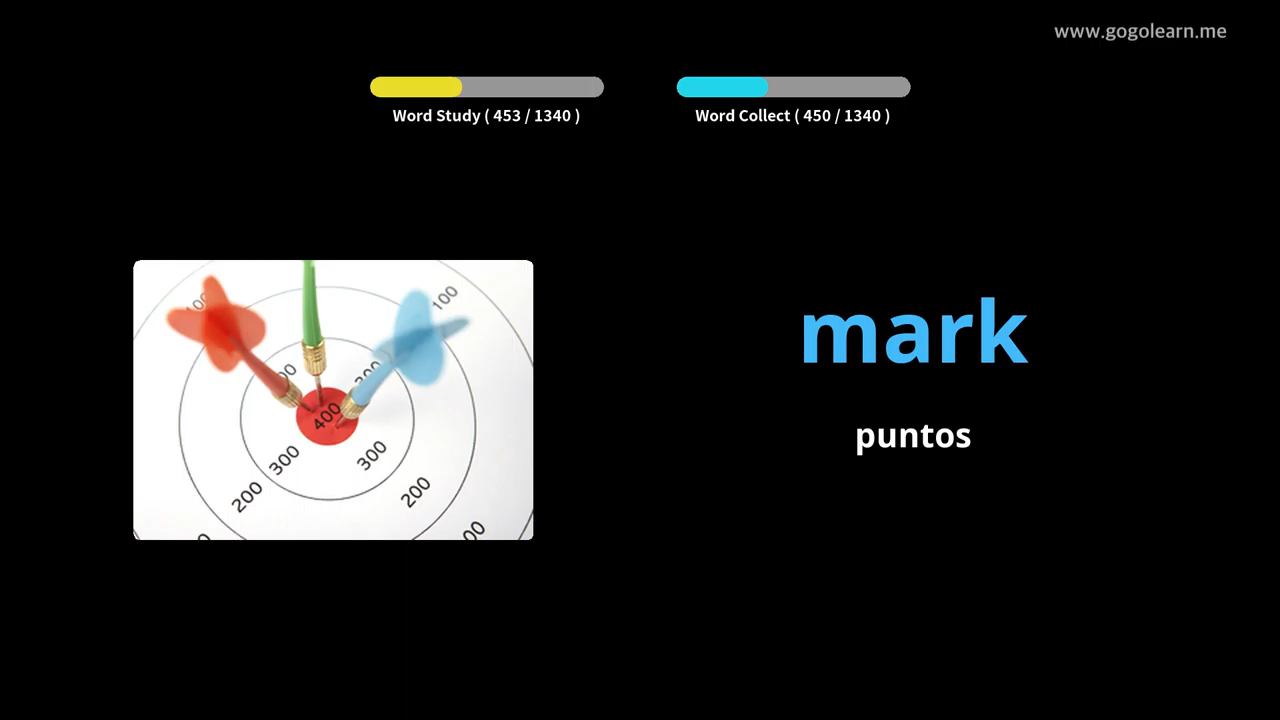 www.gogolearn.me
Word Study ( 453 / 1340 )
Word Collect ( 450 / 1340 )
mark
puntos
100
100
400
300
300
200
200